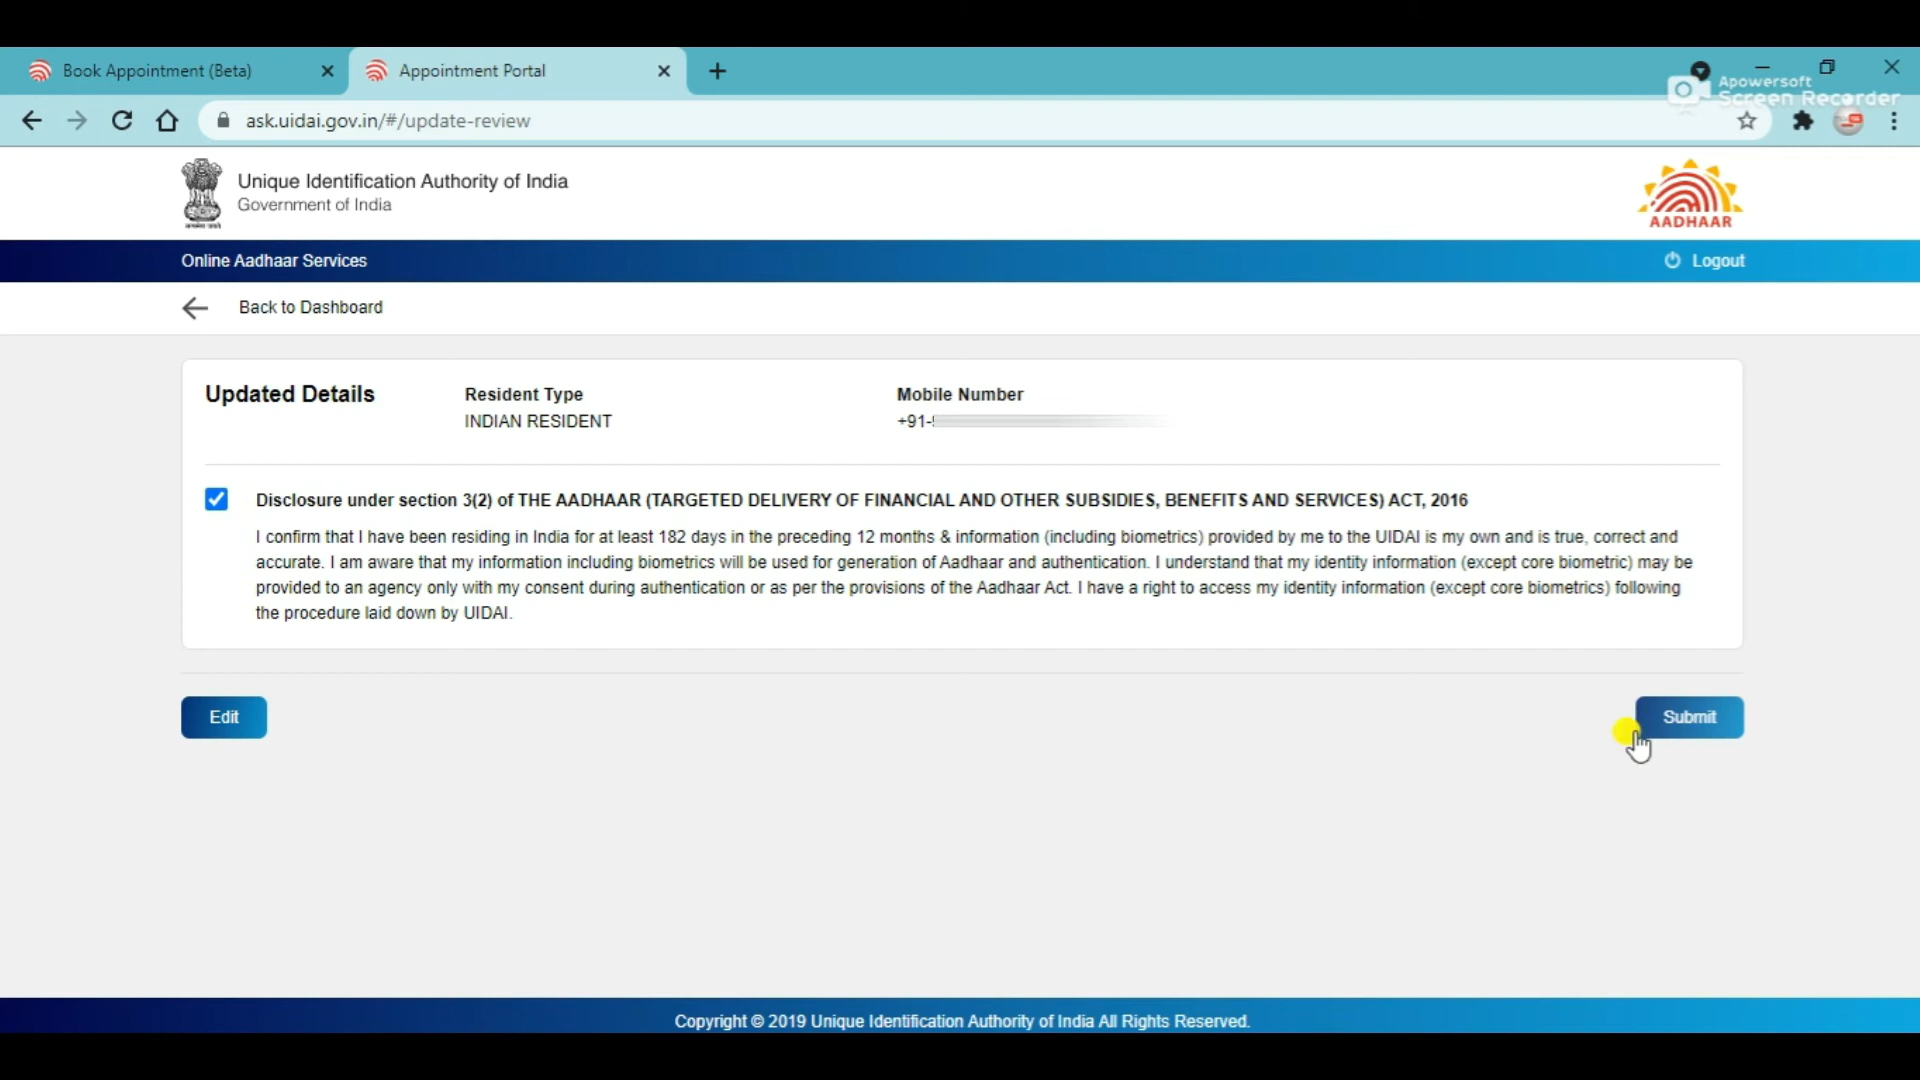 Book Appointment (Beta)
Appointment Portal
Apowersoft
Screen Recorder
ask.uidai.gov.in/#/update-review
Unique Identification Authority of India
Government of India
AADHAAR
Online Aadhaar Services
Logout
Back to Dashboard
Updated Details
Resident Type
Mobile Number
INDIAN RESIDENT
+91-
Disclosure under section 3(2) of THE AADHAAR (TARGETED DELIVERY OF FINANCIAL AND OTHER SUBSIDIES, BENEFITS AND SERVICES) ACT, 2016
I confirm that I have been residing in India for at least 182 days in the preceding 12 months & information (including biometrics) provided by me to the UIDAI is my own and is true, correct and
accurate. I am aware that my information including biometrics will be used for generation of Aadhaar and authentication. I understand that my identity information (except core biometric) may be
provided to an agency only with my consent during authentication or as per the provisions of the Aadhaar Act. I have a right to access my identity information (except core biometrics) following
the procedure laid down by UIDAI.
Edit
Submit
Copyright © 2019 Unique Identification Authority of India All Rights Reserved.